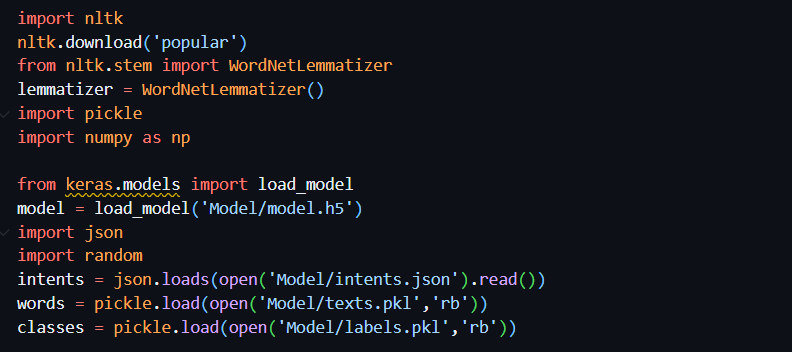 import nltk
nltk.download('popular')
from nltk.stem import WordNetLemmatizer
lemmatizer = WordNetLemmatizer()
import pickle
import numpy as np
from keras.models import load_model
model = load_model('Model/model.h5')
import json
import random
intents = json.loads(open('Model/intents.json').read())
words = pickle.load(open('Model/texts.pkl','rb'))
classes = pickle.load(open('Model/labels.pkl','rb'))